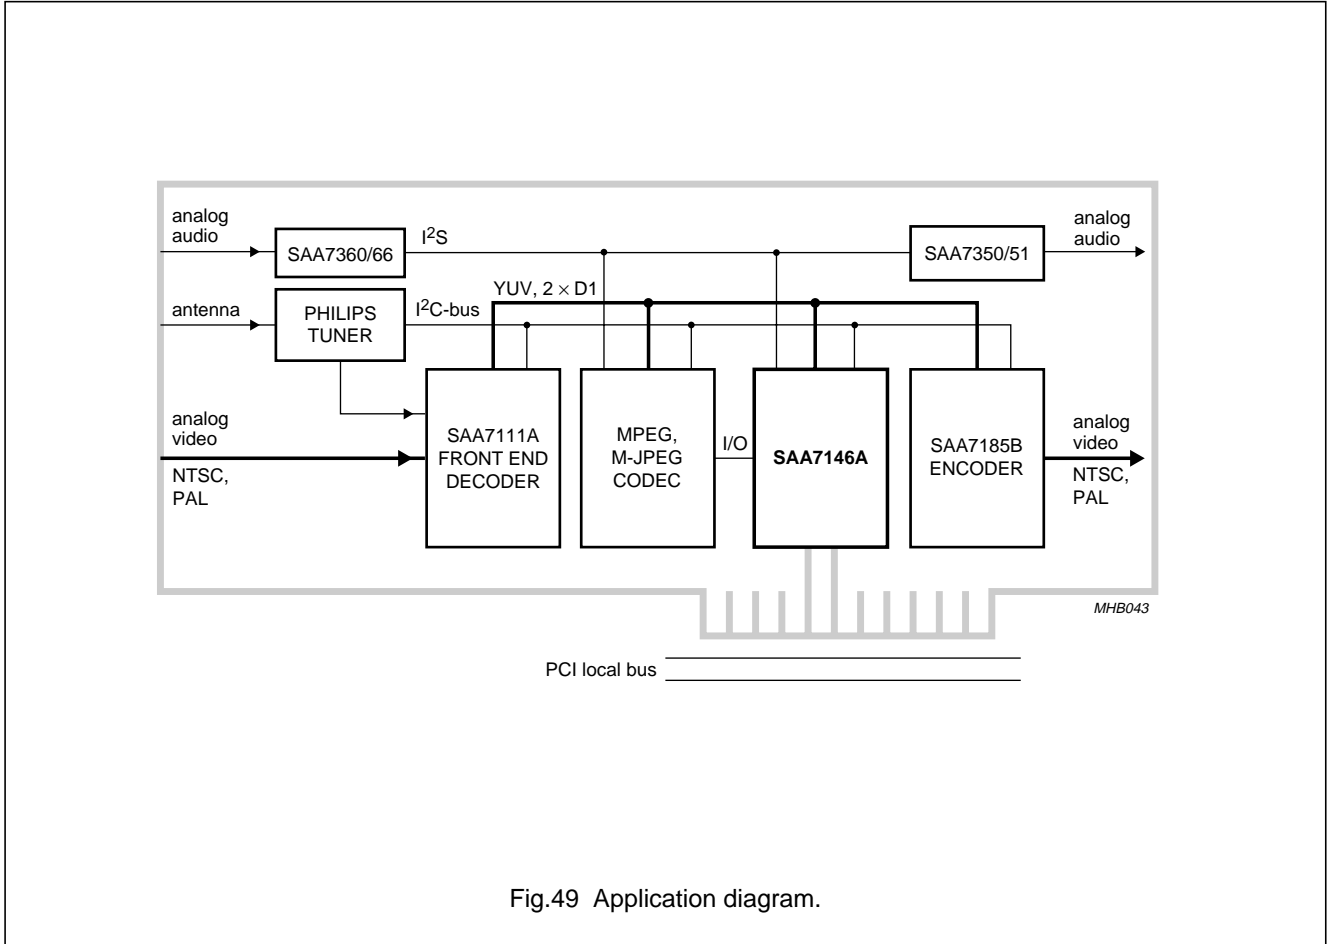 analog
audio
SAA7360/66
I2S
SAA7350/51
analog
audio
antenna
PHILIPS
TUNER
I2C-bus
YUV, 2 × D1
analog
video
NTSC,
PAL
SAA7111A
FRONT END
DECODER
MPEG,
M-JPEG
CODEC
I/O
SAA7146A
SAA7185B
ENCODER
analog
video
NTSC,
PAL
MHB043
PCI local bus
Fig.49 Application diagram.